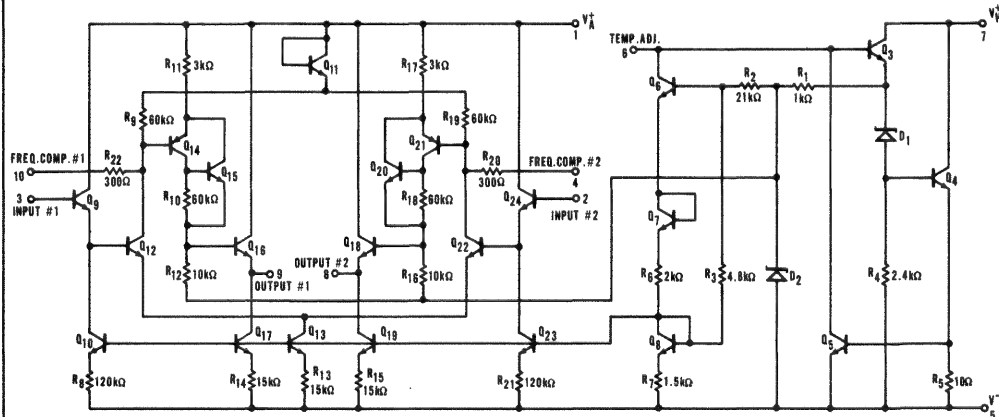 V+A
1
V+H
7
TEMP. ADJ.
6
Q3
R11
3kΩ
Q11
R17
3kΩ
Q6
R2
21kΩ
R1
1kΩ
R9
60kΩ
R19
60kΩ
D1
Q14
Q21
FREQ.COMP. #1
10
R22
300Ω
Q15
Q20
R20
300Ω
FREQ.COMP.#2
4
Q4
3
INPUT #1
Q9
R10
60kΩ
R18
60kΩ
Q24
2
INPUT #2
Q7
Q12
Q16
Q18
Q22
R12
10kΩ
9
OUTPUT #1
OUTPUT #2
8
R16
10kΩ
R6
2kΩ
R3
4.8kΩ
D2
R4
2.4kΩ
Q10
Q17
Q13
Q19
Q23
Q8
Q5
R8
120kΩ
R14
15kΩ
R13
15kΩ
R15
15kΩ
R21
120kΩ
R7
1.5kΩ
R5
10Ω
V-